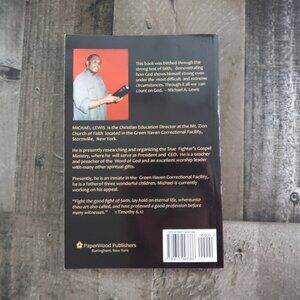 This book was birthed through the
strong test of faith, demonstrating
how God shows himself strong even
under the most difficult and extreme
circumstances. Through it all we can
count on God. ~ Michael A. Lewis
MICHAEL LEWIS is the Christian Education Director at the Mt. Zion
Church of Faith located in the Green Haven Correctional Facility,
Stormville, New York.
He is presently researching and organizing the True Fighter's Gospel
Ministry, where he will serve as President and CEO. He is a teacher
and preacher of the Word of God and an excellent worship leader
with many other spiritual gifts.
Presently, he is an inmate in the Green Haven Correctional Facility,
he is a father of three wonderful children, Michael is currently
working on his appeal.
"Fight the good fight of faith, lay hold on eternal life, whereunto
thou art also called, and hast professed a good profession before
many witnesses." 1 Timothy 6:12
PaperWood Publishers
Burlingham, New York